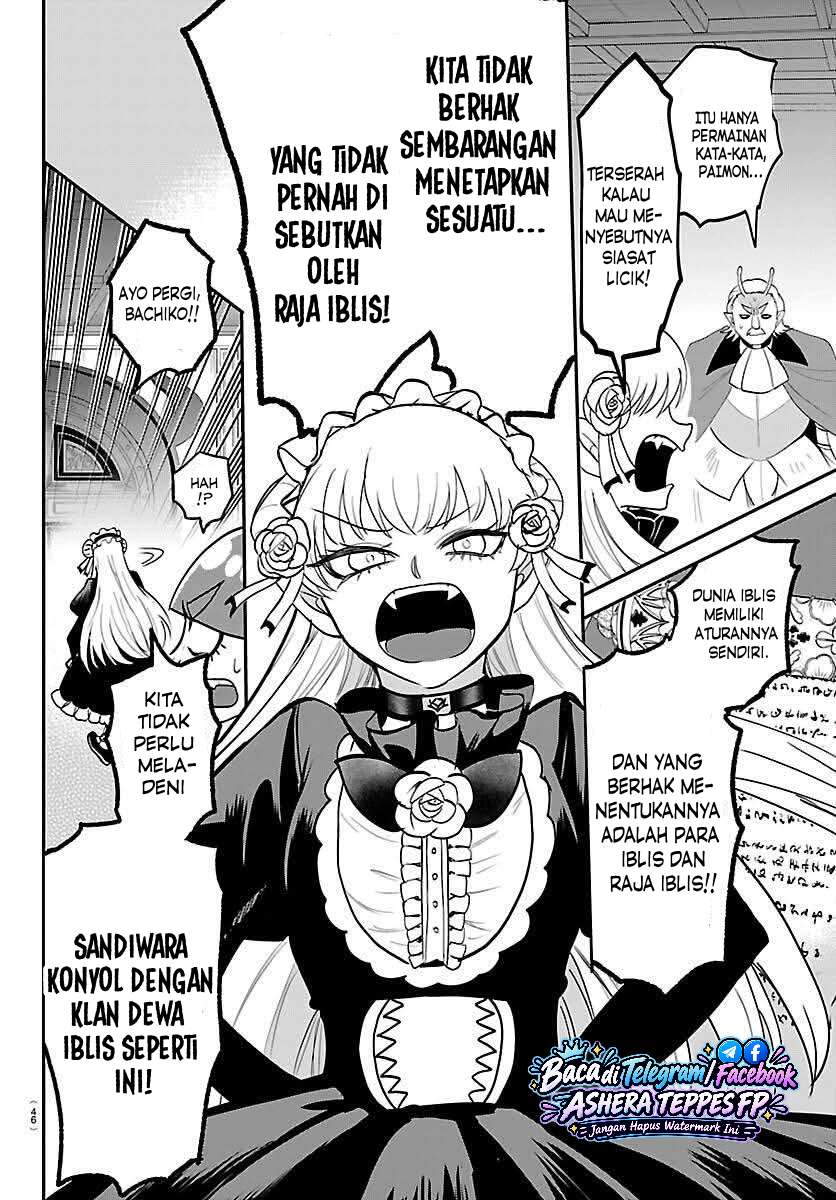 ITU HANYA
PERMAINAN
KATA-KATA,
PAIMON...
TERSERAH
KALAU
MAU ME-
NYEBUTNYA
SIASAT
LICIK!
DUNIA IBLIS
MEMILIKI
ATURANNYA
SENDIRI.
DAN YANG
BERHAK ME-
NENTUKANNYA
ADALAH PARA
IBLIS DAN
RAJA IBLIS!!
KITA TIDAK
BERHAK
SEMBARANGAN
MENETAPKAN
SESUATU...
YANG TIDAK
PERNAH DI
SEBUTKAN
OLEH
RAJA IBLIS!
AYO PERGI,
BACHIKO!!
HAH
!?
KITA
TIDAK
PERLU
MELA-
DENI
SANDIWARA
KONYOL DENGAN
KLAN DEWA
IBLIS SEPERTI
INI!
46
Baca di Telegram/Facebook
ASHERA TEPPES FP
Jangan Hapus Watermark Ini